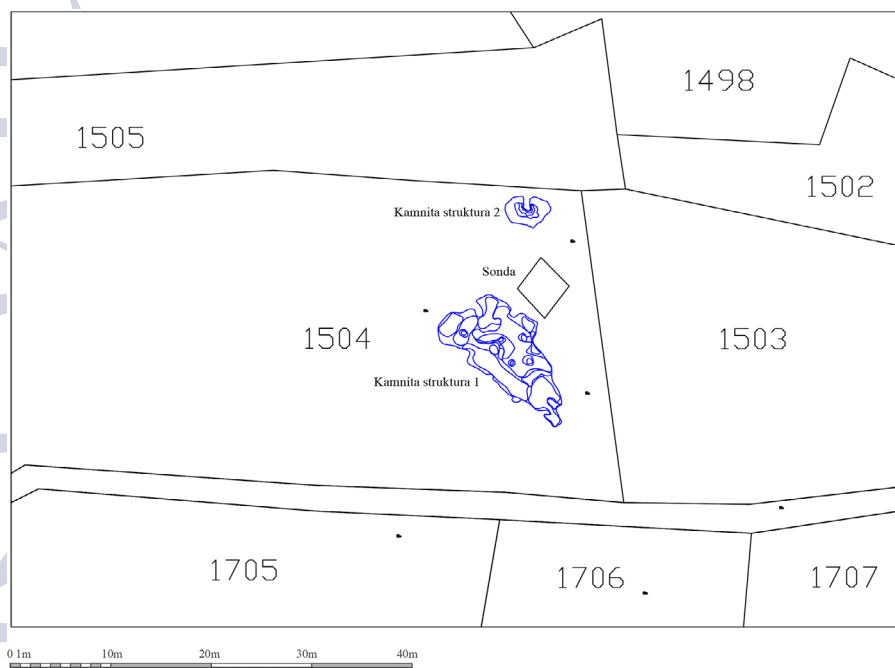 1498
1505
1502
Kamnita struktura 2
Sonda
1504
1503
Kamnita struktura 1
1705
1706
1707
0 1m 10m 20m 30m 40m